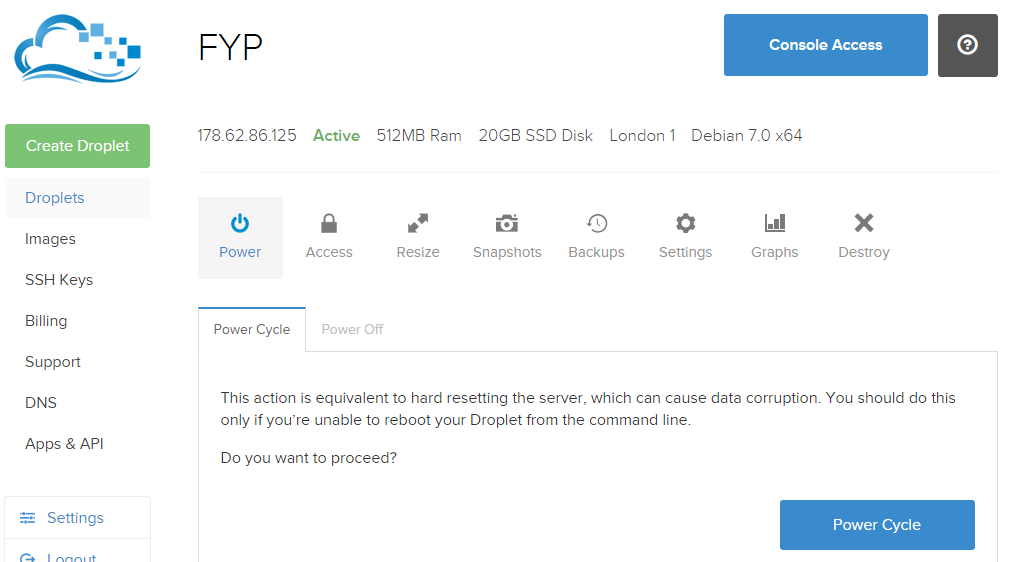 FYP
Console Access
178.62.86.125 Active 512MB Ram 20GB SSD Disk London 1 Debian 7.0 x64
Create Droplet
Droplets
Images
SSH Keys
Billing
Support
DNS
Apps & API
Settings
Logout
Power Access Resize Snapshots Backups Settings Graphs Destroy
Power Cycle Power Off
This action is equivalent to hard resetting the server, which can cause data corruption. You should do this
only if you're unable to reboot your Droplet from the command line.
Do you want to proceed?
Power Cycle